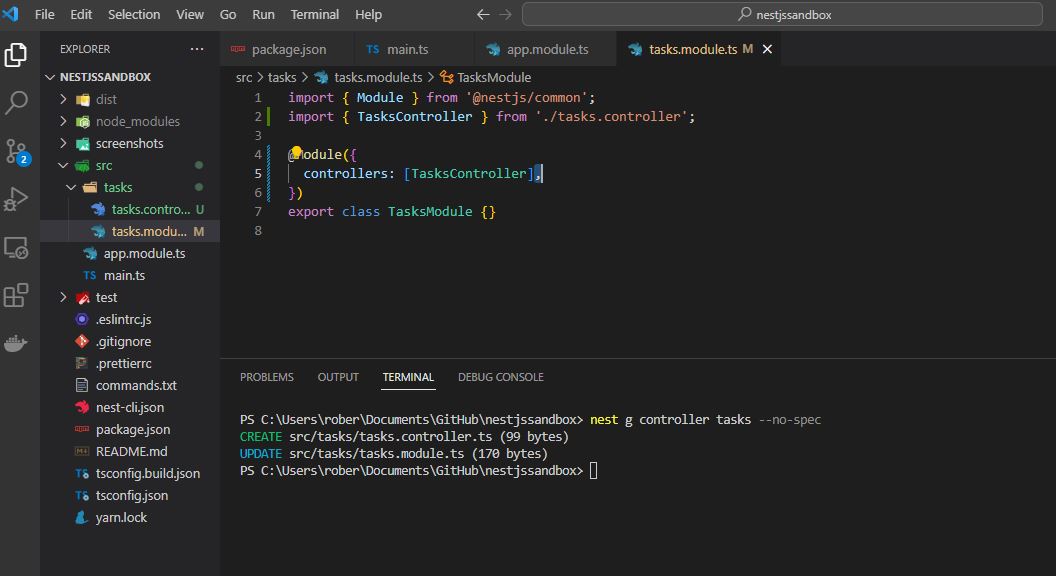 File Edit Selection View Go Run Terminal Help
nestjssandbox
EXPLORER
package.json
TS main.ts
app.module.ts
tasks.module.ts M
NESTJSSANDBOX
dist
node_modules
screenshots
src
tasks
tasks.contro... U
tasks.modu... M
app.module.ts
TS main.ts
test
.eslintrc.js
.gitignore
.prettierrc
commands.txt
nest-cli.json
package.json
README.md
TS tsconfig.build.json
TS tsconfig.json
yarn.lock
2
src > tasks > tasks.module.ts > TasksModule
1 import { Module } from '@nestjs/common';
2 import { TasksController } from './tasks.controller';
3
4 @Module({
5 controllers: [TasksController],
6 })
7 export class TasksModule {}
8
PROBLEMS OUTPUT TERMINAL DEBUG CONSOLE
PS C:\Users\rober\Documents\GitHub\nestjssandbox> nest g controller tasks --no-spec
CREATE src/tasks/tasks.controller.ts (99 bytes)
UPDATE src/tasks/tasks.module.ts (170 bytes)
PS C:\Users\rober\Documents\GitHub\nestjssandbox>